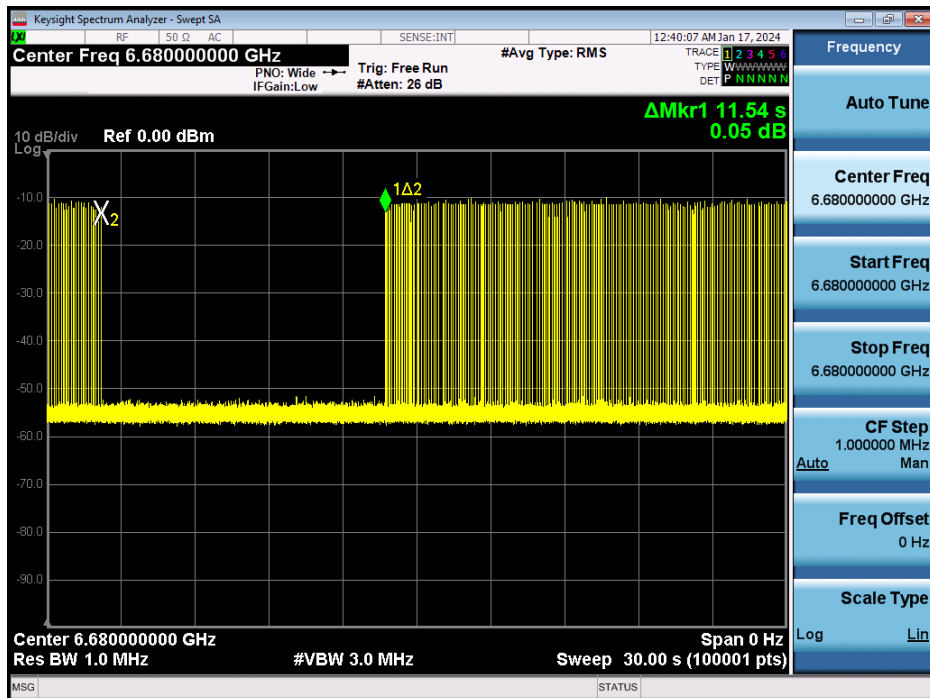 Keysight Spectrum Analyzer - Swept SA
LXI RF 50 Ω AC SENSE:INT 12:40:07 AM Jan 17, 2024
Center Freq 6.680000000 GHz
PNO: Wide
IFGain:Low
Trig: Free Run
#Atten: 26 dB
#Avg Type: RMS
TRACE 1 2 3 4 5 6
TYPE W W W W W W
DET P N N N N N
ΔMkr1 11.54 s
0.05 dB
10 dB/div Ref 0.00 dBm
Log
1Δ2
2
-10.0
-20.0
-30.0
-40.0
-50.0
-60.0
-70.0
-80.0
-90.0
Center 6.680000000 GHz Span 0 Hz
Res BW 1.0 MHz #VBW 3.0 MHz Sweep 30.00 s (100001 pts)
MSG STATUS
Frequency
Auto Tune
Center Freq
6.680000000 GHz
Start Freq
6.680000000 GHz
Stop Freq
6.680000000 GHz
CF Step
1.000000 MHz
Auto Man
Freq Offset
0 Hz
Scale Type
Log Lin